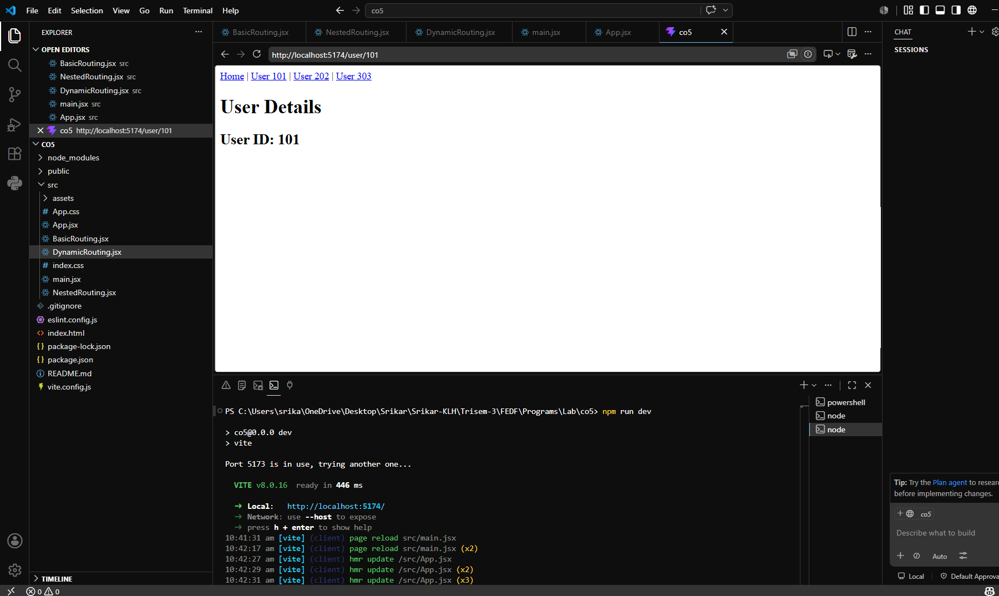 File Edit Selection View Go Run Terminal Help
co5
EXPLORER
OPEN EDITORS
BasicRouting.jsx src
NestedRouting.jsx src
DynamicRouting.jsx src
main.jsx src
App.jsx src
co5 http://localhost:5174/user/101
CO5
node_modules
public
src
assets
App.css
App.jsx
BasicRouting.jsx
DynamicRouting.jsx
index.css
main.jsx
NestedRouting.jsx
.gitignore
eslint.config.js
index.html
package-lock.json
package.json
README.md
vite.config.js
TIMELINE
BasicRouting.jsx NestedRouting.jsx DynamicRouting.jsx main.jsx App.jsx co5
http://localhost:5174/user/101
Home | User 101 | User 202 | User 303
User Details
User ID: 101
PS C:\Users\srika\OneDrive\Desktop\Srikar\Srikar-KLH\Trisem-3\FEDF\Programs\Lab\co5> npm run dev
> co5@0.0.0 dev
> vite
Port 5173 is in use, trying another one...
VITE v8.0.16 ready in 446 ms
➜ Local: http://localhost:5174/
➜ Network: use --host to expose
➜ press h + enter to show help
10:41:31 am [vite] (client) page reload src/main.jsx
10:42:17 am [vite] (client) page reload src/main.jsx (x2)
10:42:27 am [vite] (client) hmr update /src/App.jsx
10:42:29 am [vite] (client) hmr update /src/App.jsx (x2)
10:42:31 am [vite] (client) hmr update /src/App.jsx (x3)
powershell
node
node
CHAT
SESSIONS
Tip: Try the Plan agent to resear
before implementing changes.
co5
Describe what to build
Auto
Local Default Approva
0 0